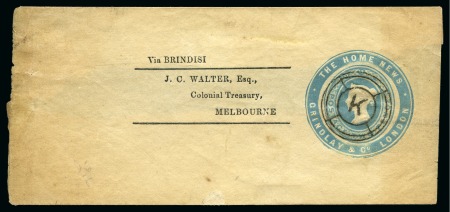 Via BRINDISI
J. C. WALTER, Esq.,
Colonial Treasury,
MELBOURNE
THE HOME NEWS
GRINDLAY & Co LONDON